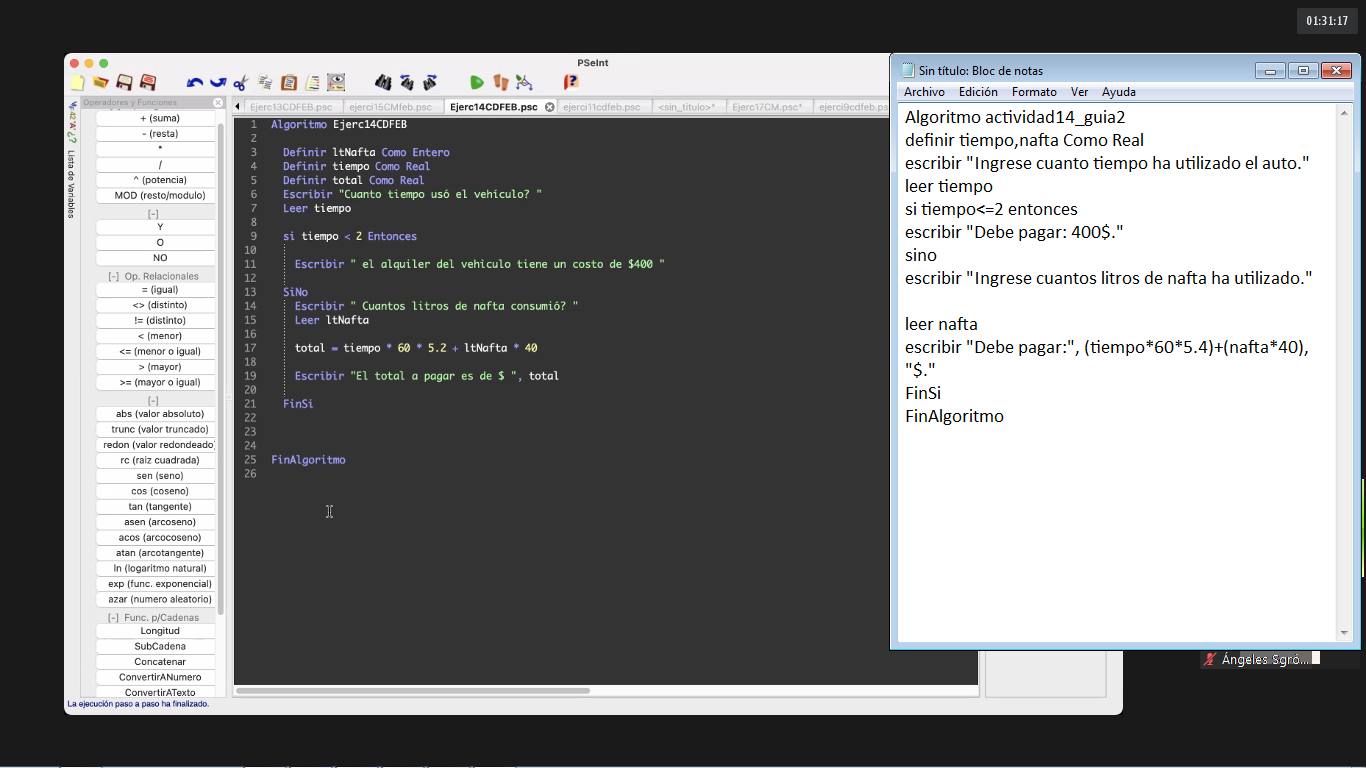 01:31:17
PSeInt
Operadores y Funciones
Ejerc13CDFEB.psc
ejerci15CMfeb.psc
Ejerc14CDFEB.psc
ejerci11cdfeb.psc
<sin_titulo>*
Ejerc17CM.psc*
ejerci9cdfeb.ps
Lista de Variables
+ (suma)
- (resta)
*
/
^ (potencia)
MOD (resto/modulo)
[-]
Y
O
NO
[-] Op. Relacionales
= (igual)
<> (distinto)
!= (distinto)
< (menor)
<= (menor o igual)
> (mayor)
>= (mayor o igual)
[-]
abs (valor absoluto)
trunc (valor truncado)
redon (valor redondeado)
rc (raiz cuadrada)
sen (seno)
cos (coseno)
tan (tangente)
asen (arcoseno)
acos (arcocoseno)
atan (arcotangente)
ln (logaritmo natural)
exp (func. exponencial)
azar (numero aleatorio)
[-] Func. p/Cadenas
Longitud
SubCadena
Concatenar
ConvertirANumero
ConvertirATexto
La ejecución paso a paso ha finalizado.
1 Algoritmo Ejerc14CDFEB
2
3 Definir ltNafta Como Entero
4 Definir tiempo Como Real
5 Definir total Como Real
6 Escribir "Cuanto tiempo usó el vehículo? "
7 Leer tiempo
8
9 si tiempo < 2 Entonces
10
11 Escribir " el alquiler del vehiculo tiene un costo de $400 "
12
13 SiNo
14 Escribir " Cuantos litros de nafta consumió? "
15 Leer ltNafta
16
17 total = tiempo * 60 * 5.2 + ltNafta * 40
18
19 Escribir "El total a pagar es de $ ", total
20
21 FinSi
22
23
24
25 FinAlgoritmo
26
Sin título: Bloc de notas
Archivo Edición Formato Ver Ayuda
Algoritmo actividad14_guia2
definir tiempo,nafta Como Real
escribir "Ingrese cuanto tiempo ha utilizado el auto."
leer tiempo
si tiempo<=2 entonces
escribir "Debe pagar: 400$."
sino
escribir "Ingrese cuantos litros de nafta ha utilizado."
leer nafta
escribir "Debe pagar:", (tiempo*60*5.4)+(nafta*40),
"$."
FinSi
FinAlgoritmo
Ángeles Sgró...